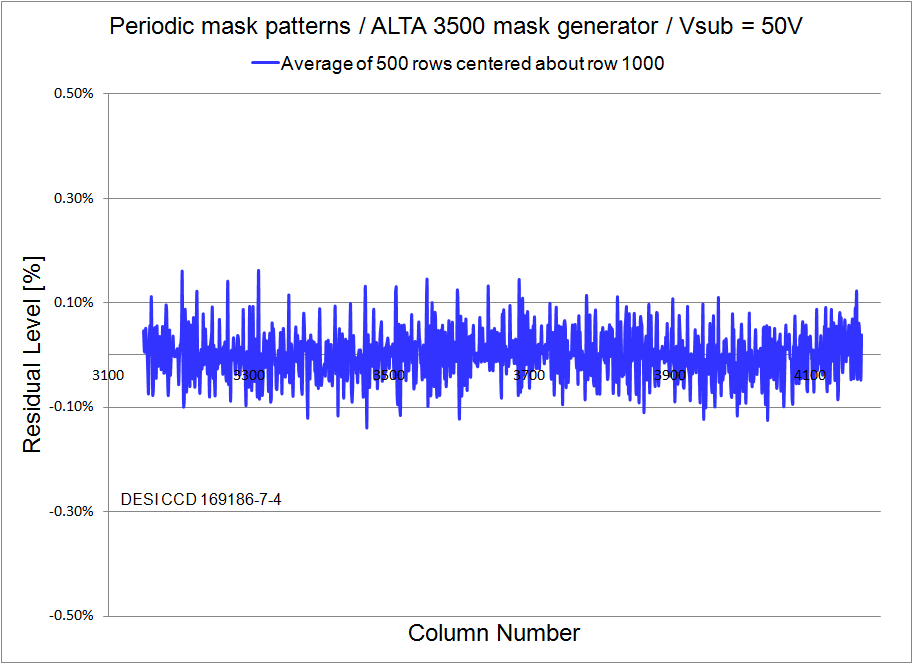 Periodic mask patterns / ALTA 3500 mask generator / Vsub = 50V
Average of 500 rows centered about row 1000
0.50%
0.30%
0.10%
3100 3300 3500 3700 3900 4100
-0.10%
-0.30%
-0.50%
Residual Level [%]
DESI CCD 169186-7-4
Column Number